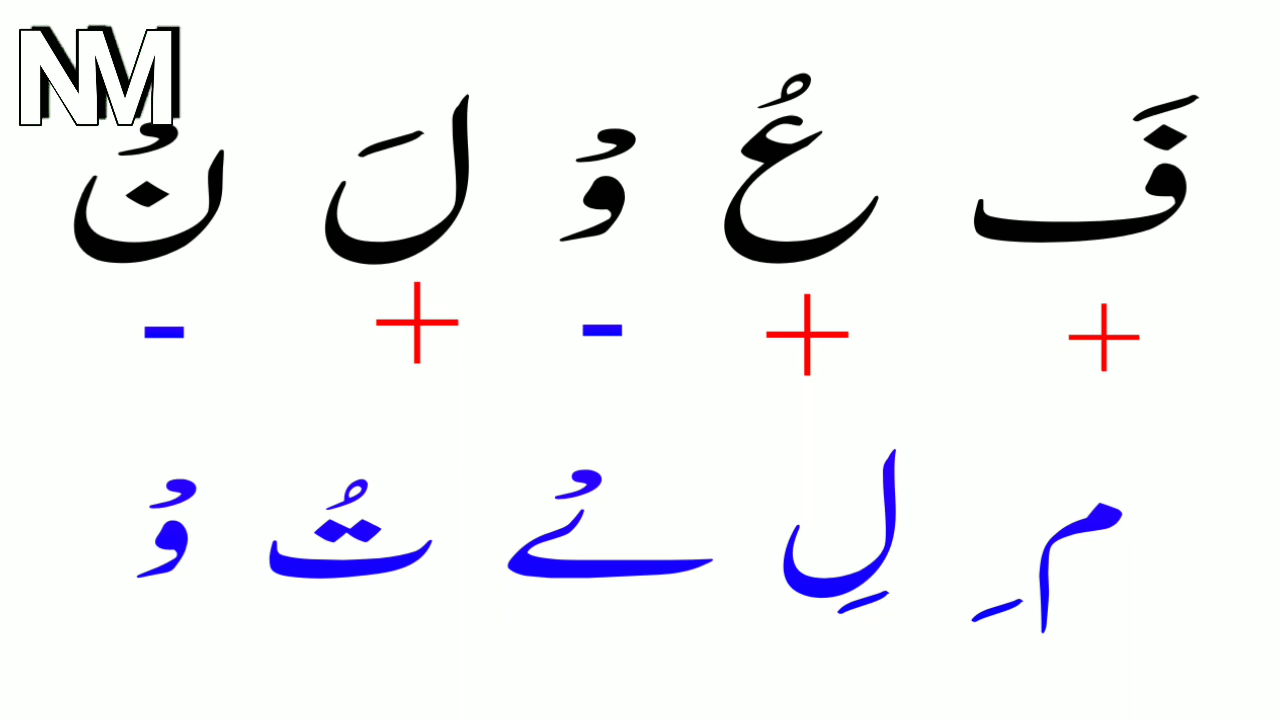 NM
فَ عُ وْ لَ نْ
+ + - + -
مِ لِ ےْ تُ وْ